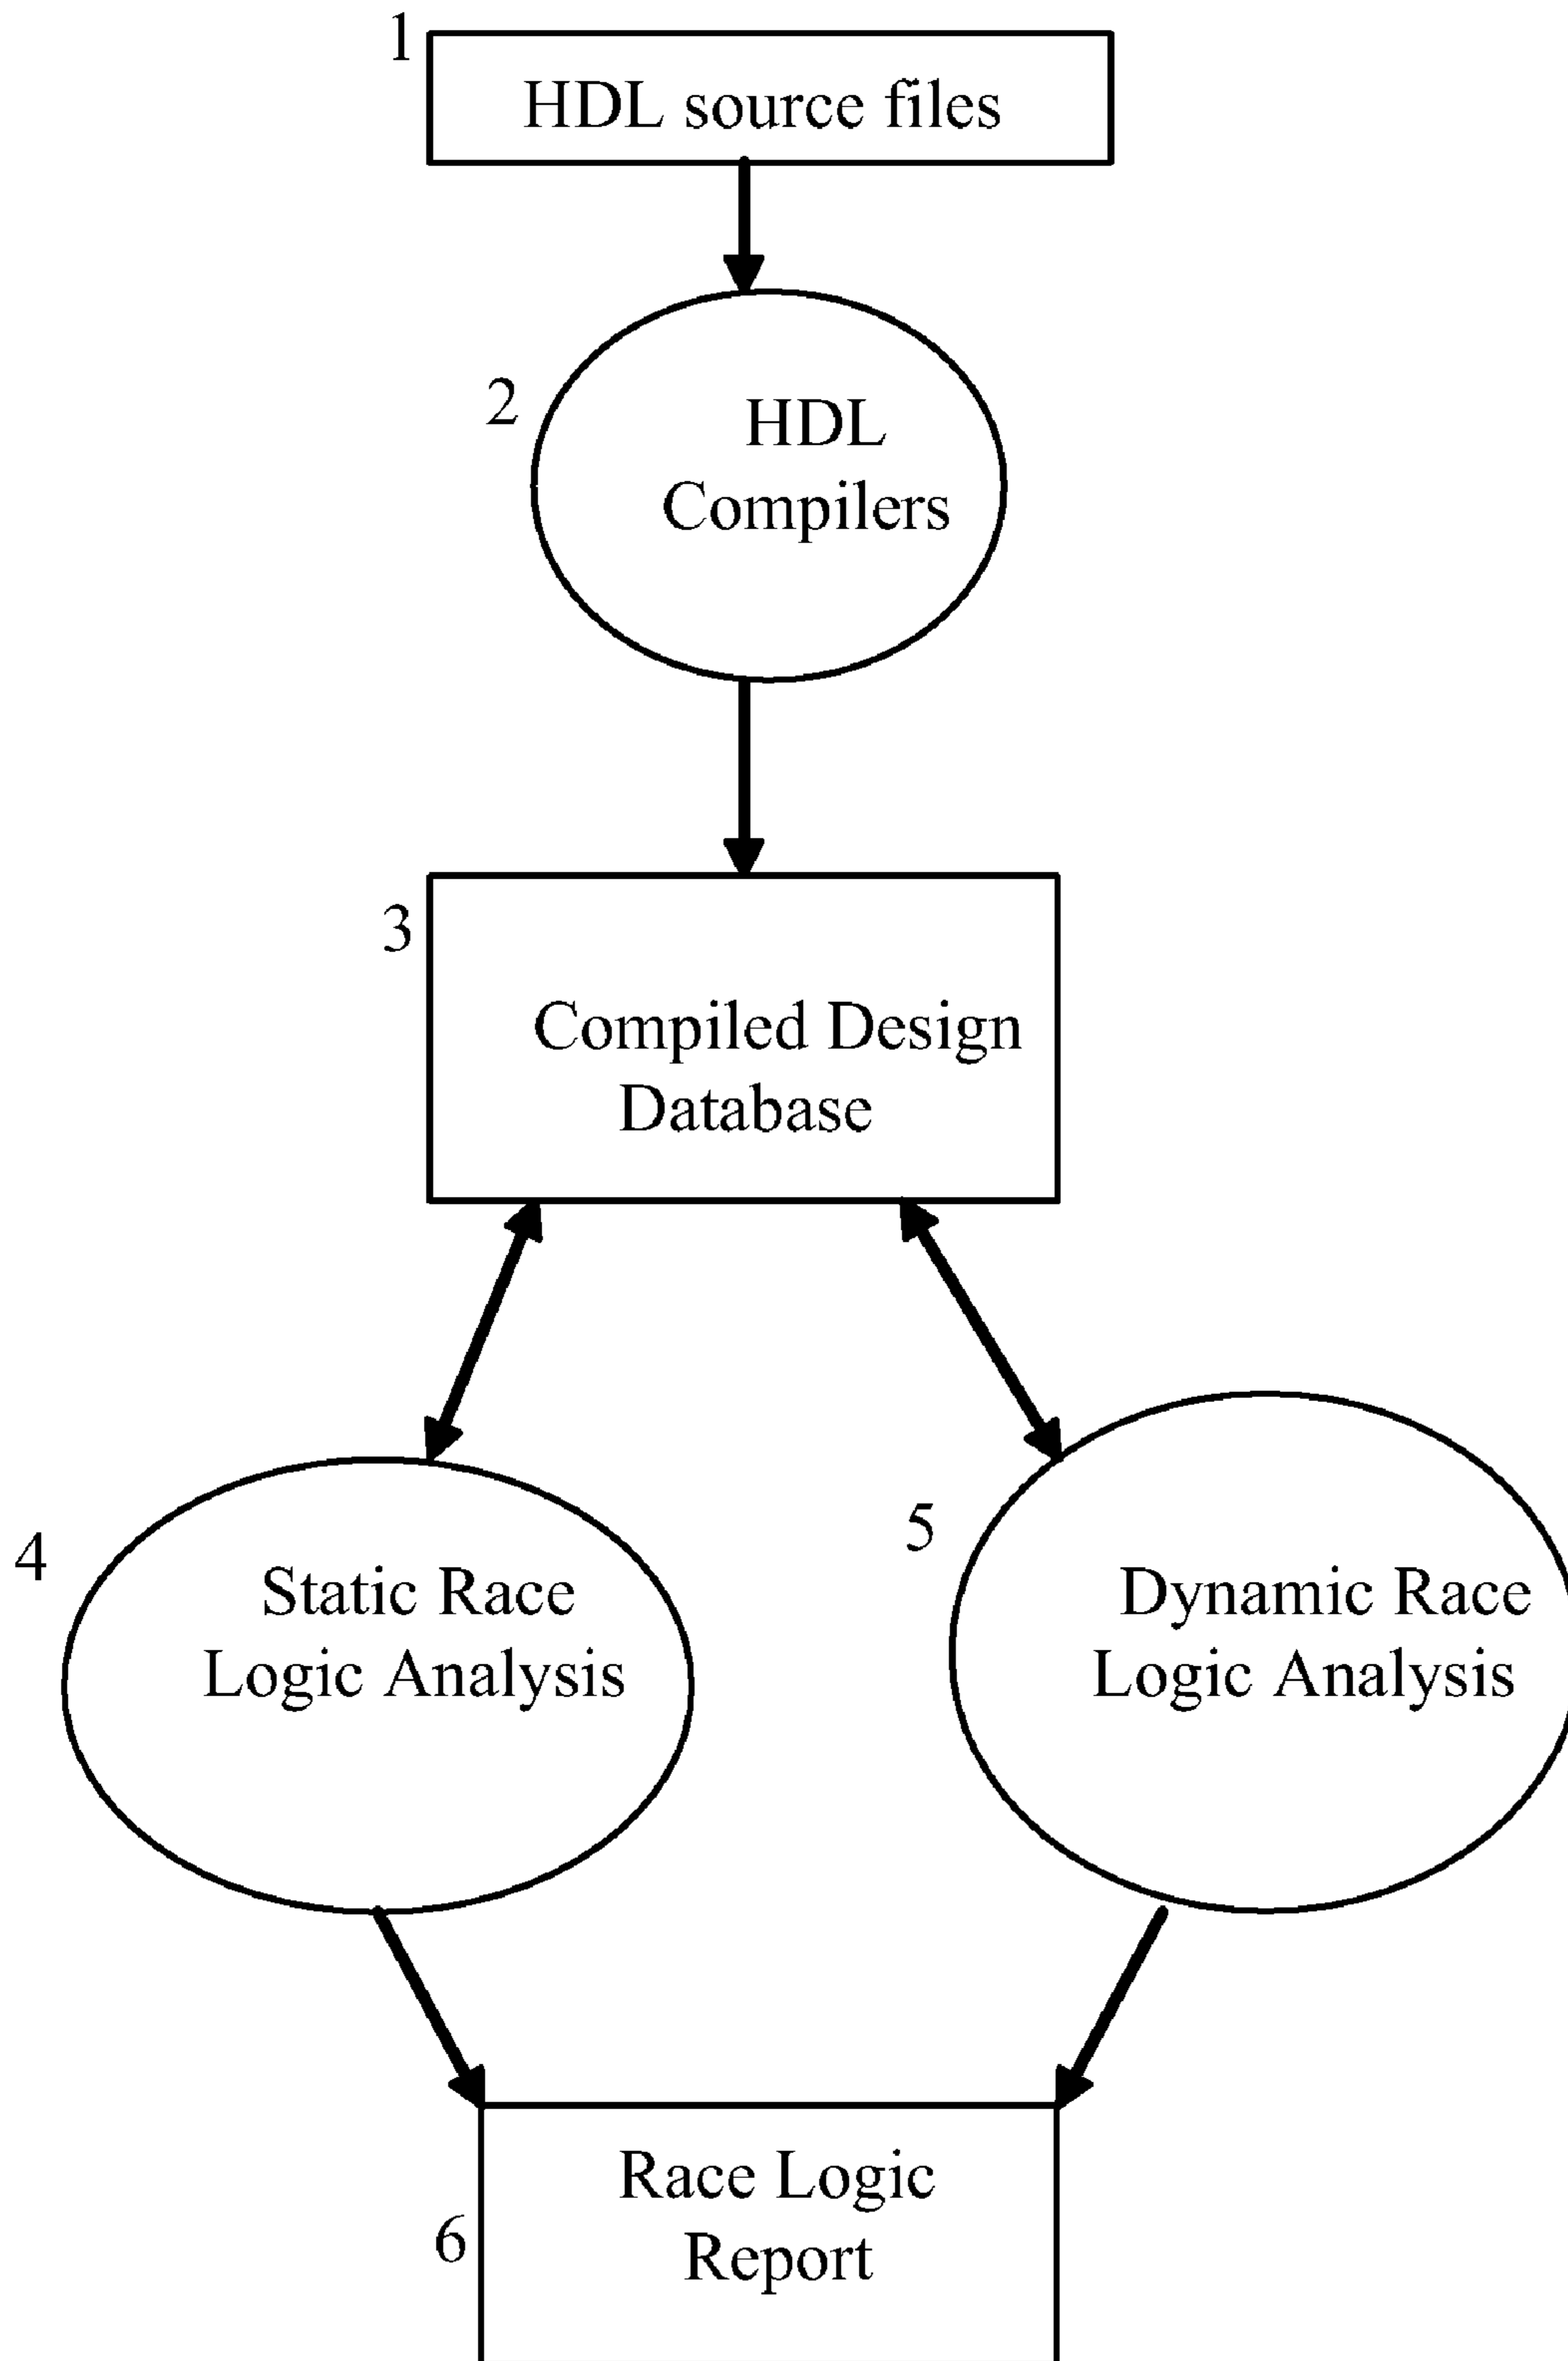 1
HDL source files
2
HDL
Compilers
3
Compiled Design
Database
4
Static Race
Logic Analysis
5
Dynamic Race
Logic Analysis
6
Race Logic
Report